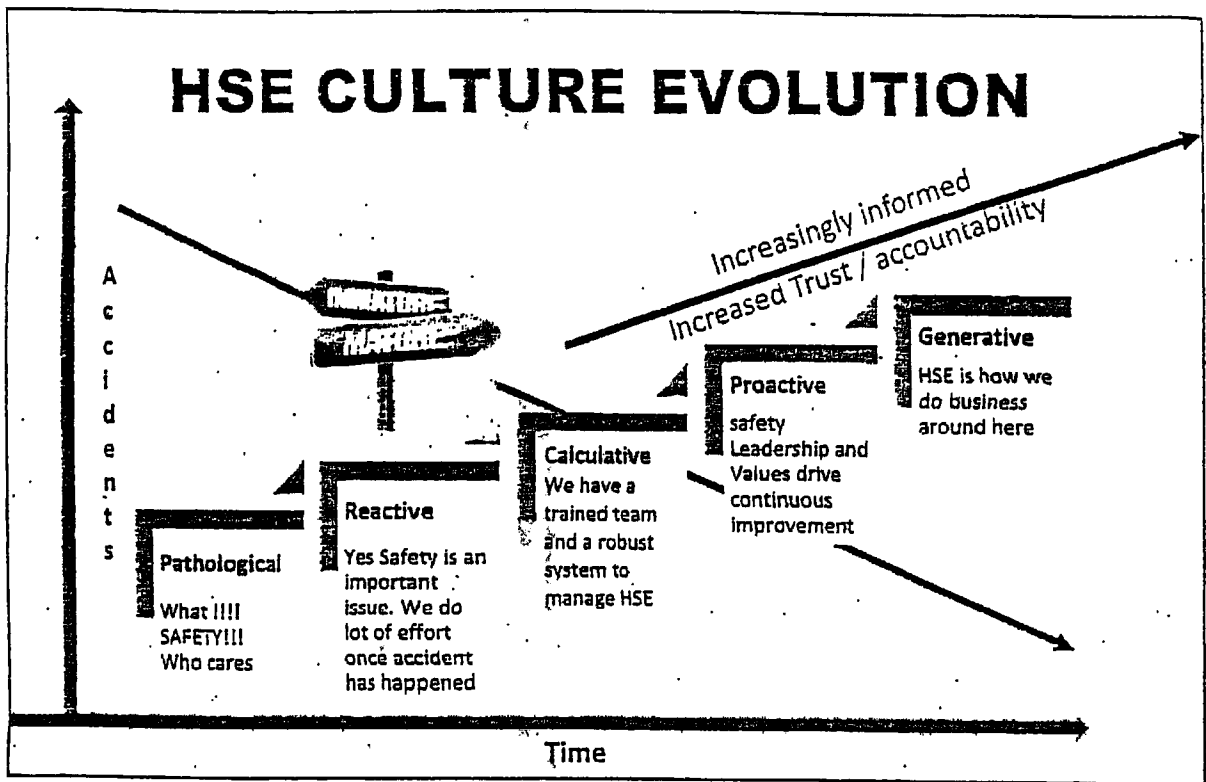 HSE CULTURE EVOLUTION
Accidents
Increasingly informed
Increased Trust / accountability
Pathological
What !!!!
SAFETY!!!
Who cares
Reactive
Yes Safety is an
important
issue. We do
lot of effort
once accident
has happened
Calculative
We have a
trained team
and a robust
system to
manage HSE
Proactive
safety
Leadership and
Values drive
continuous
improvement
Generative
HSE is how we
do business
around here
Time